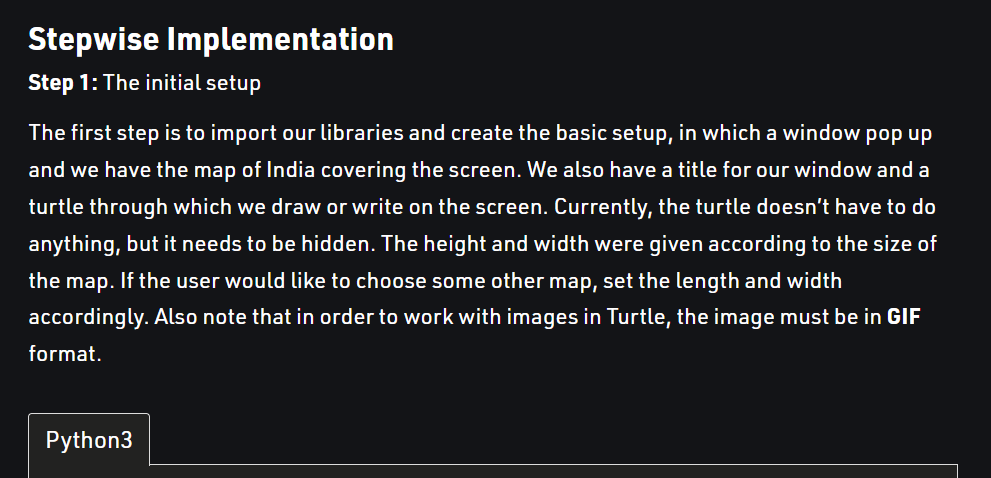 Stepwise Implementation
Step 1: The initial setup
The first step is to import our libraries and create the basic setup, in which a window pop up
and we have the map of India covering the screen. We also have a title for our window and a
turtle through which we draw or write on the screen. Currently, the turtle doesn’t have to do
anything, but it needs to be hidden. The height and width were given according to the size of
the map. If the user would like to choose some other map, set the length and width
accordingly. Also note that in order to work with images in Turtle, the image must be in GIF
format.
Python3